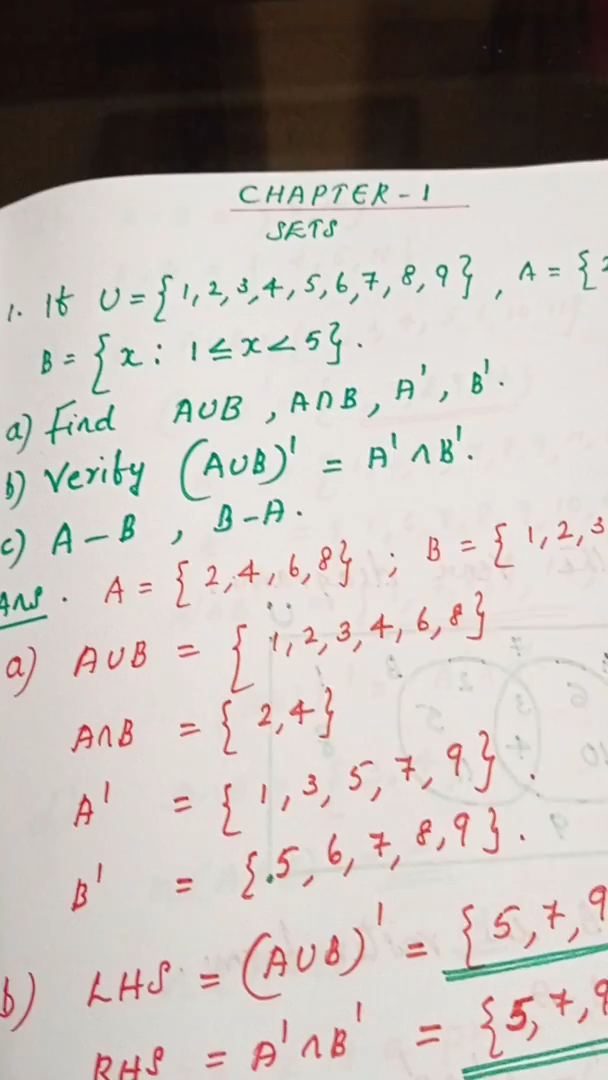 CHAPTER - 1
SETS
1. If U = {1, 2, 3, 4, 5, 6, 7, 8, 9}, A = {2
B = {x : 1 ≤ x < 5}.
a) Find A∪B, A∩B, A', B'.
b) Verify (A∪B)' = A' ∩ B'.
c) A - B, B - A.
Ans. A = {2, 4, 6, 8}; B = {1, 2, 3
a) A∪B = {1, 2, 3, 4, 6, 8}
A∩B = {2, 4}
A' = {1, 3, 5, 7, 9}.
B' = {5, 6, 7, 8, 9}.
b) LHS = (A∪B)' = {5, 7, 9
RHS = A' ∩ B' = {5, 7, 9